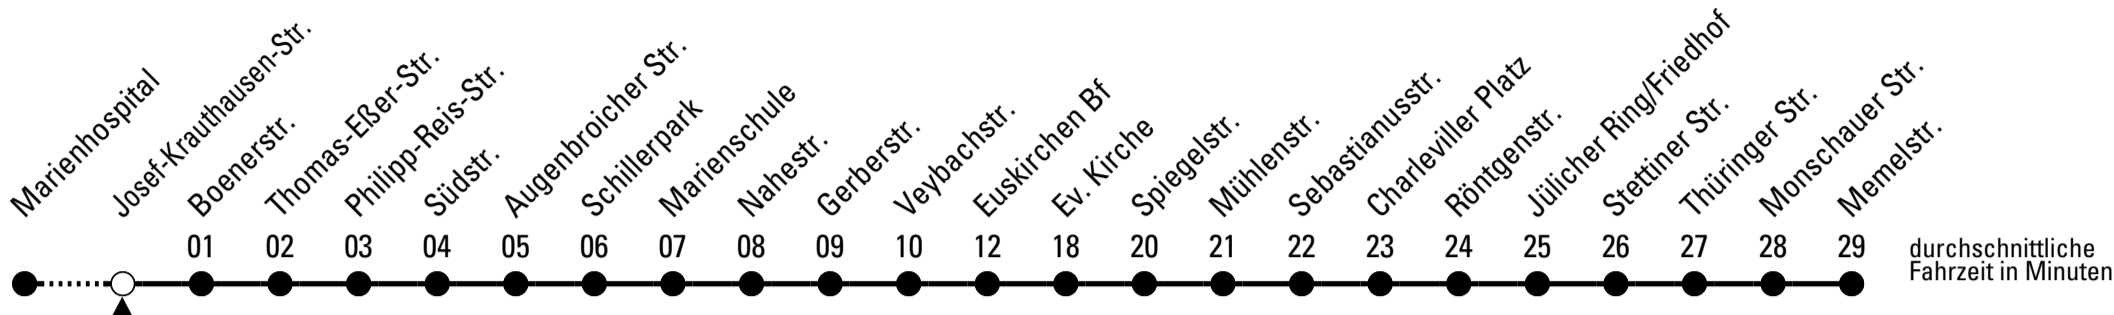 Marienhospital
Josef-Krauthausen-Str.
Boenerstr.
Thomas-Eßer-Str.
Philipp-Reis-Str.
Südstr.
Augenbroicher Str.
Schillerpark
Marienschule
Nahestr.
Gerberstr.
Veybachstr.
Euskirchen Bf
Ev. Kirche
Spiegelstr.
Mühlenstr.
Sebastianusstr.
Charleviller Platz
Röntgenstr.
Jülicher Ring/Friedhof
Stettiner Str.
Thüringer Str.
Monschauer Str.
Memelstr.
01 02 03 04 05 06 07 08 09 10 12 18 20 21 22 23 24 25 26 27 28 29
durchschnittliche
Fahrzeit in Minuten